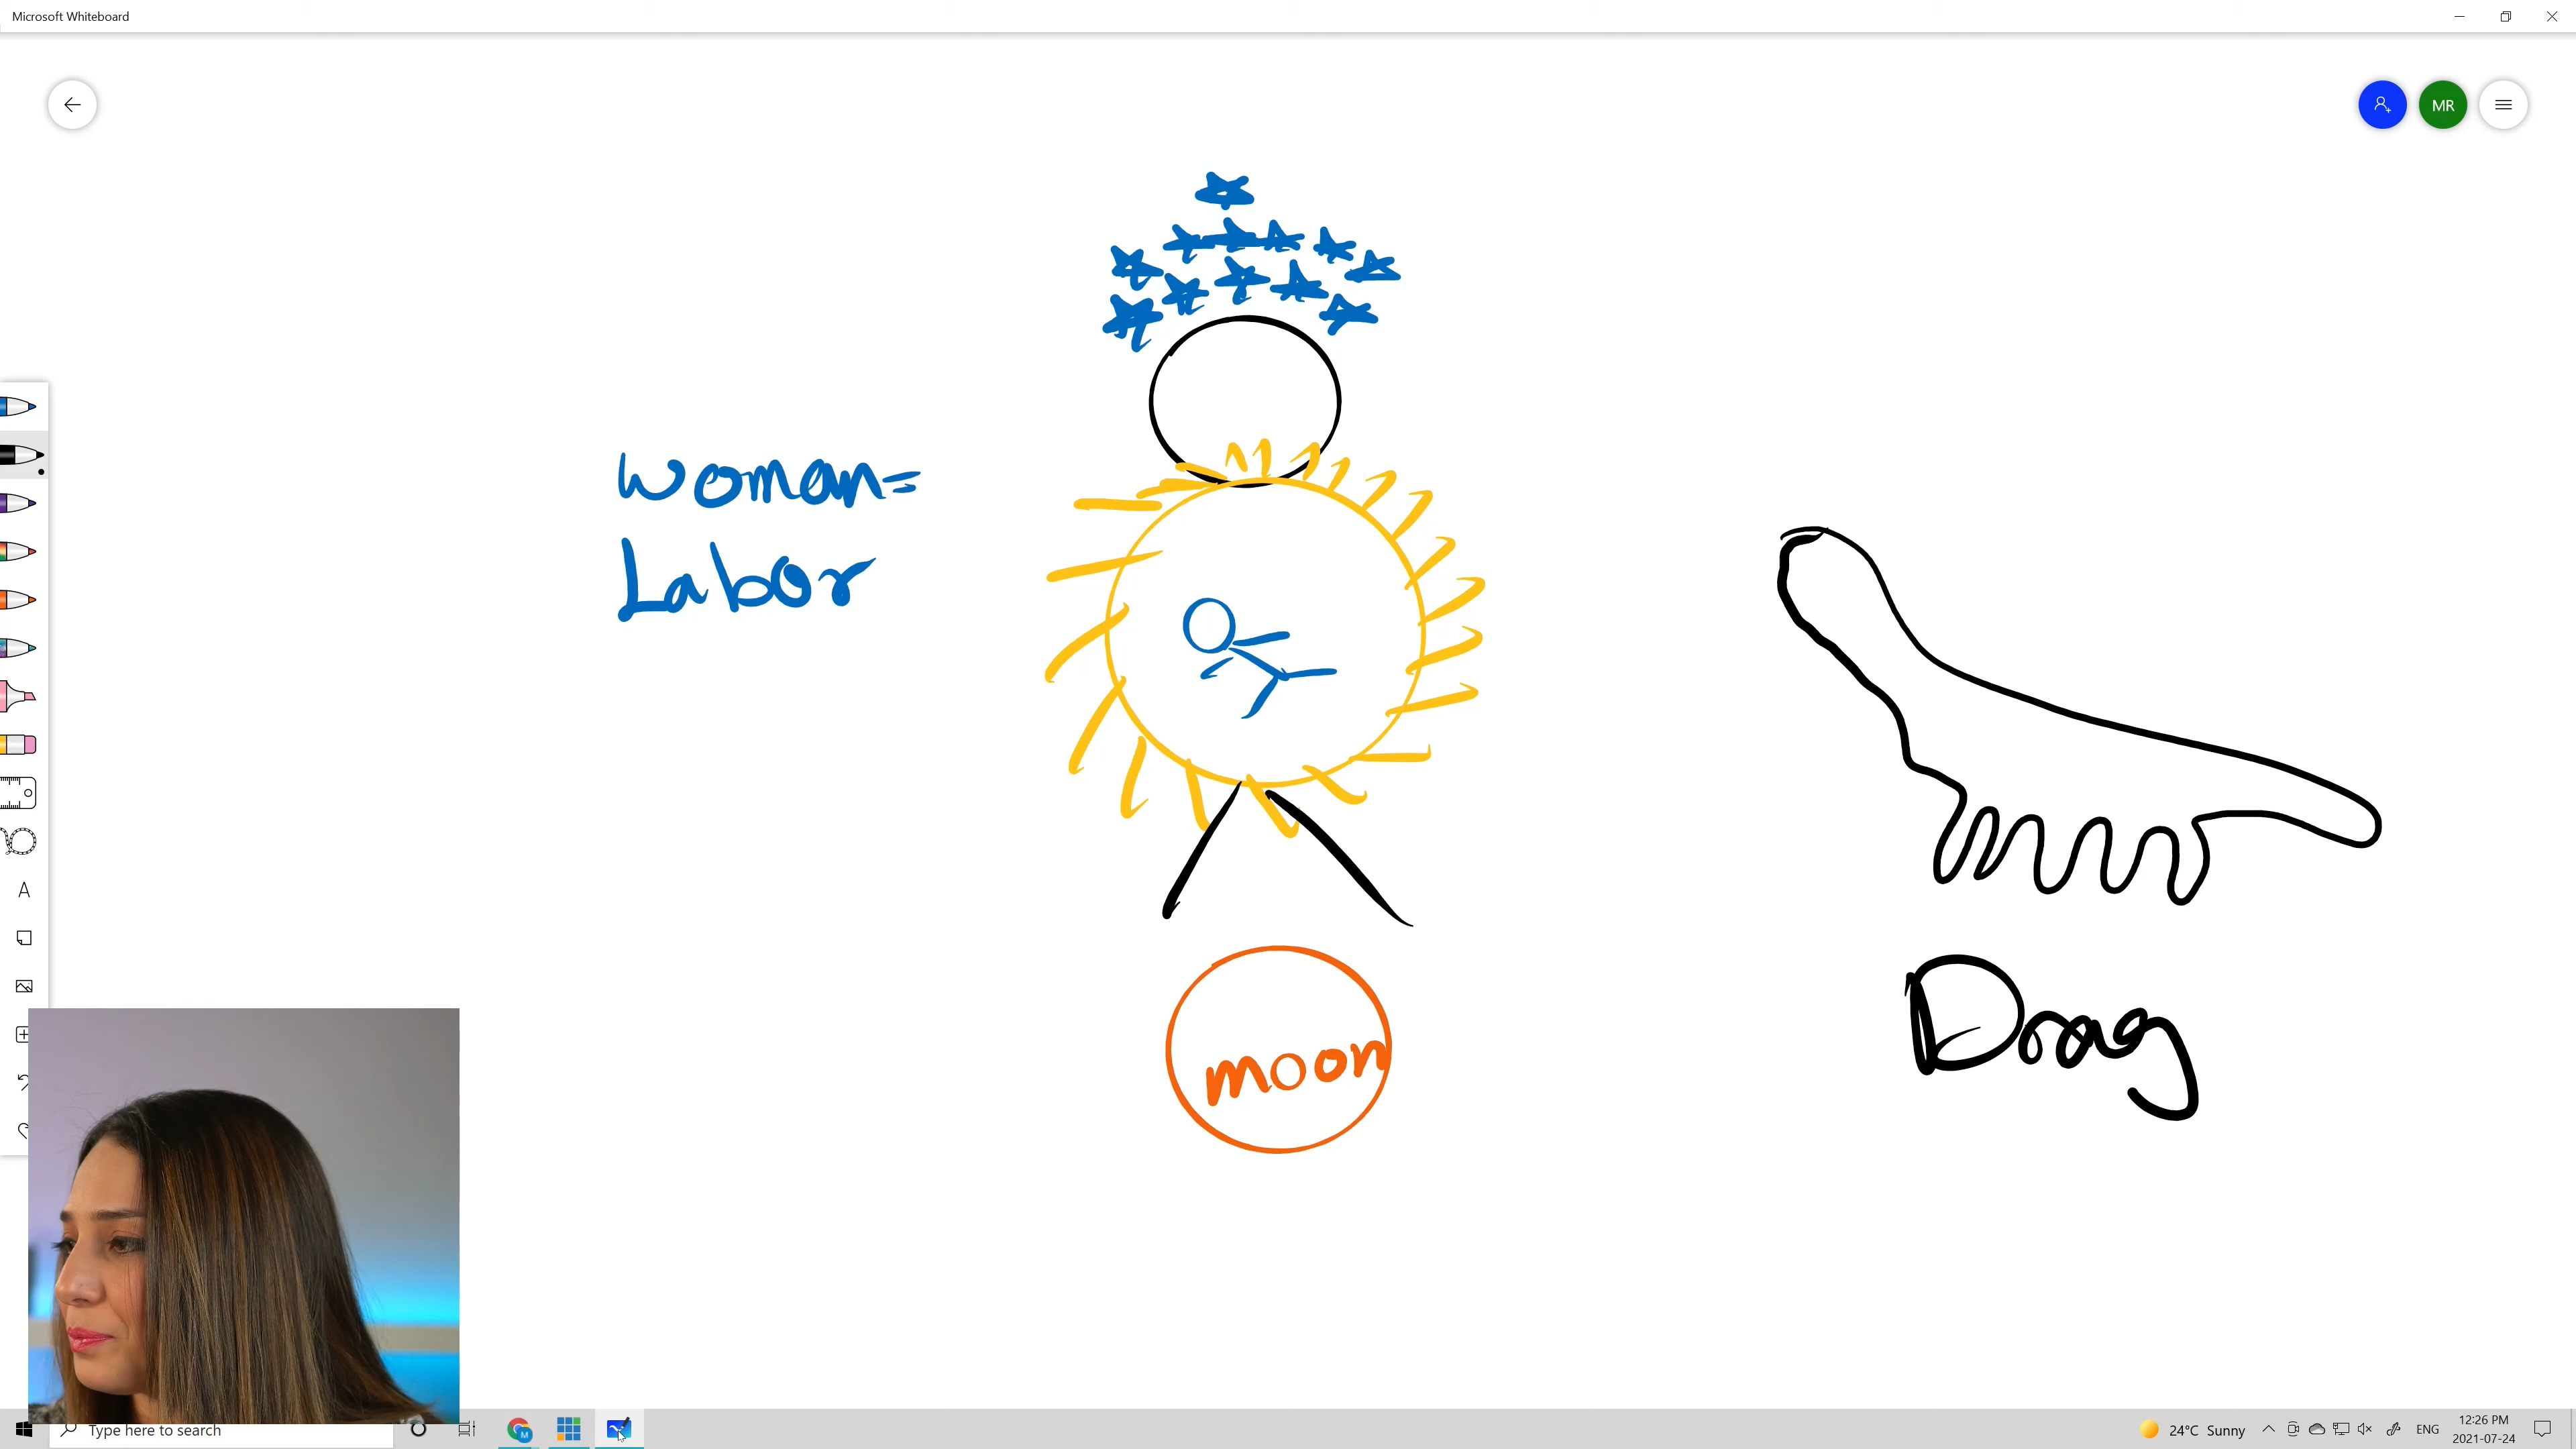 Microsoft Whiteboard
MR
woman=
Labor
moon
Drag
A
Type here to search
M
24°C Sunny
ENG
12:26 PM
2021-07-24